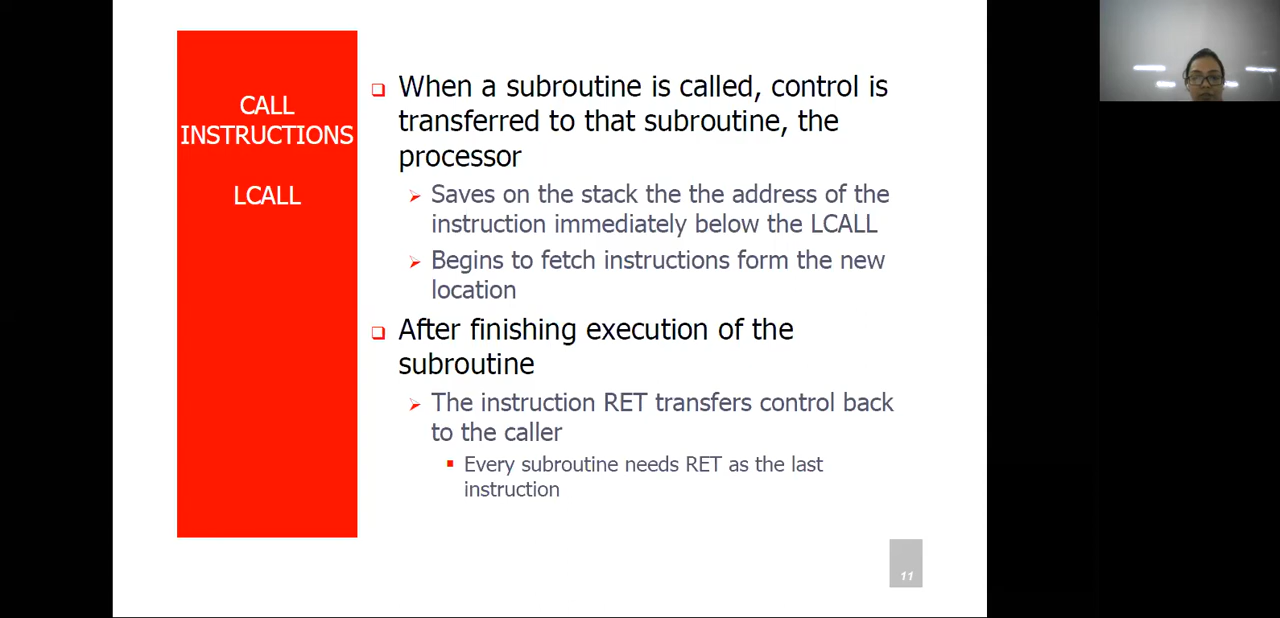 CALL
INSTRUCTIONS
LCALL
When a subroutine is called, control is
transferred to that subroutine, the
processor
Saves on the stack the the address of the
instruction immediately below the LCALL
Begins to fetch instructions form the new
location
After finishing execution of the
subroutine
The instruction RET transfers control back
to the caller
Every subroutine needs RET as the last
instruction
11